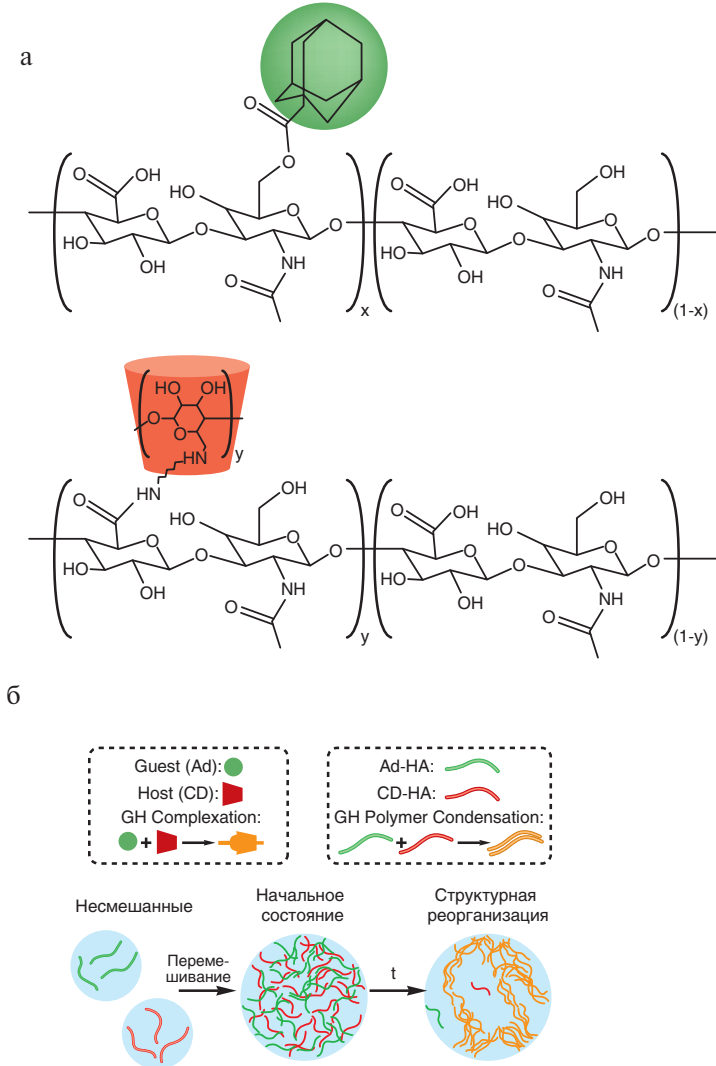 а
O
O
O
OH
HO
O
HO
OH
O
O
HO
O
NH
O
O
x
O
OH
HO
O
HO
OH
O
OH
HO
O
NH
O
O
(1-x)
HO
OH
O
O
HN
y
O
HN
HO
O
HO
OH
O
OH
HO
O
NH
O
O
y
O
OH
HO
O
HO
OH
O
OH
HO
O
NH
O
O
(1-y)
б
Guest (Ad):
Host (CD):
GH Complexation:
+
Ad-HA:
CD-HA:
GH Polymer Condensation:
+
Несмешанные
Переме-
шивание
Начальное
состояние
t
Структурная
реорганизация